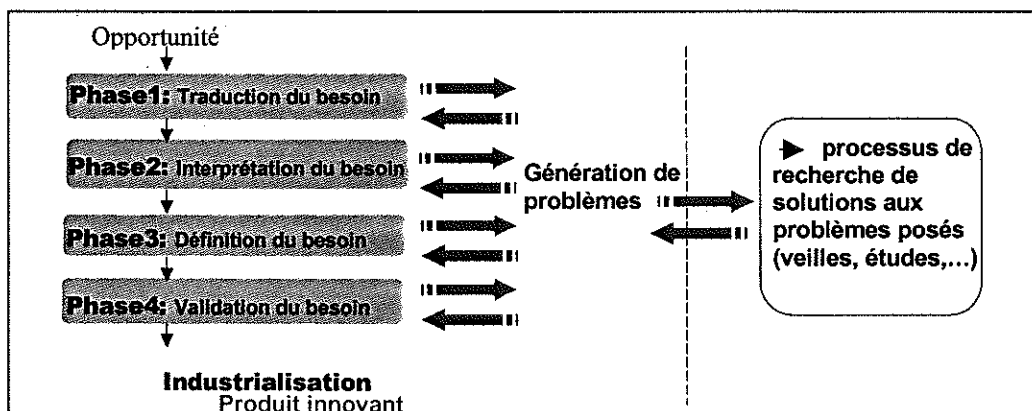 Opportunité
Phase1: Traduction du besoin
Phase2: Interprétation du besoin
Phase3: Définition du besoin
Phase4: Validation du besoin
Industrialisation
Produit innovant
Génération de
problèmes
processus de
recherche de
solutions aux
problèmes posés
(veilles, études,...)